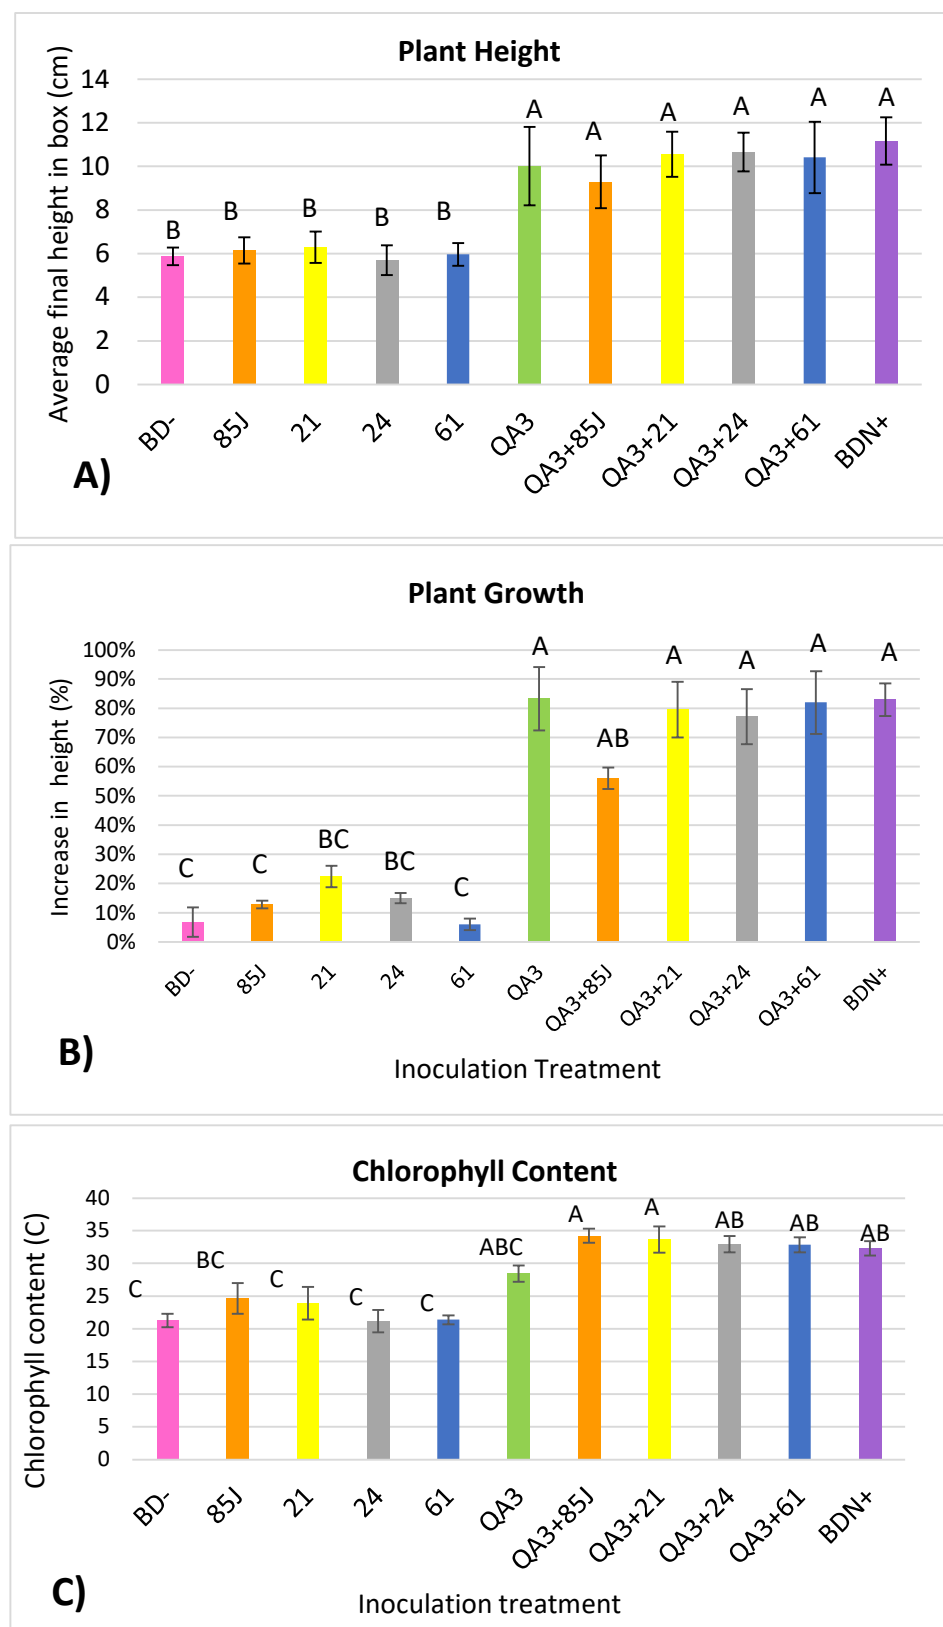 Plant Height
Average final height in box (cm)
14
12
10
8
6
4
2
0
B
B
B
B
B
A
A
A
A
A
A
BD-
85J
21
24
61
QA3
QA3+85J
QA3+21
QA3+24
QA3+61
BDN+
A)
Plant Growth
Increase in height (%)
100%
90%
80%
70%
60%
50%
40%
30%
20%
10%
0%
C
C
BC
BC
C
A
AB
A
A
A
A
BD-
85J
21
24
61
QA3
QA3+85J
QA3+21
QA3+24
QA3+61
BDN+
B)
Inoculation Treatment
Chlorophyll Content
Chlorophyll content (C)
40
35
30
25
20
15
10
5
0
C
BC
C
C
C
ABC
A
A
AB
AB
AB
BD-
85J
21
24
61
QA3
QA3+85J
QA3+21
QA3+24
QA3+61
BDN+
C)
Inoculation treatment